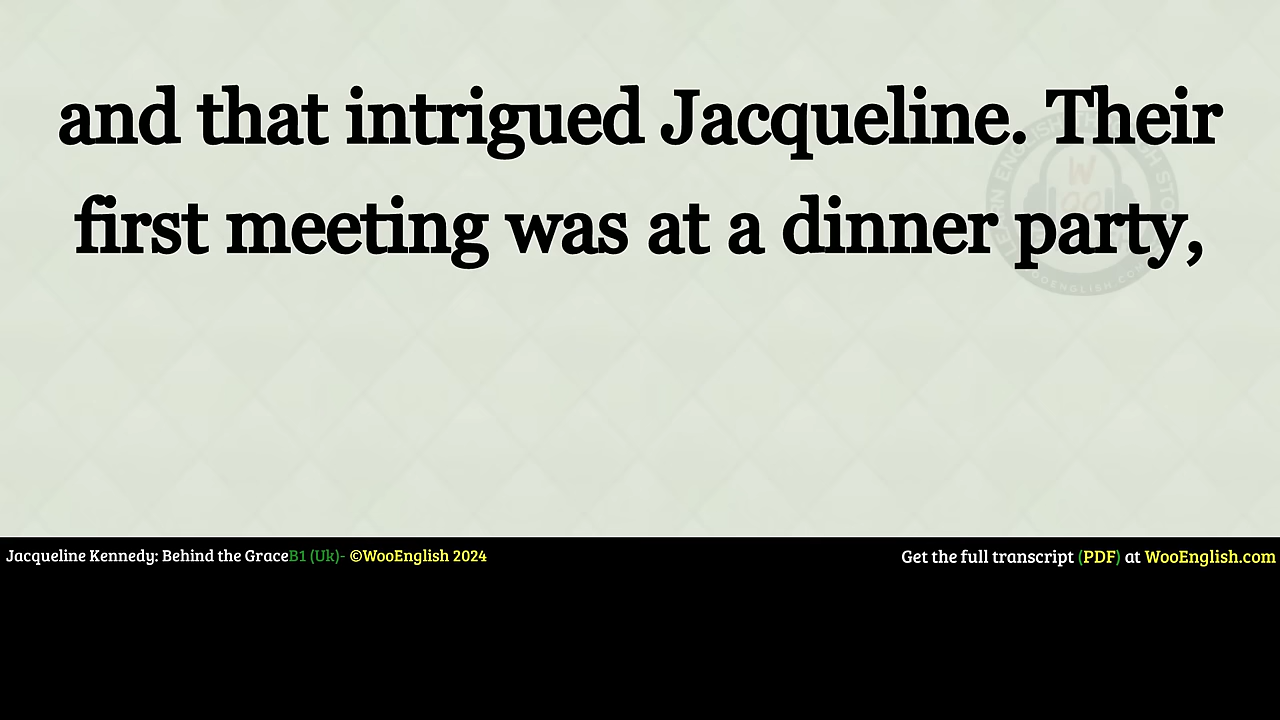 and that intrigued Jacqueline. Their
first meeting was at a dinner party,
Jacqueline Kennedy: Behind the GraceB1 (Uk)- ©WooEnglish 2024
Get the full transcript (PDF) at WooEnglish.com